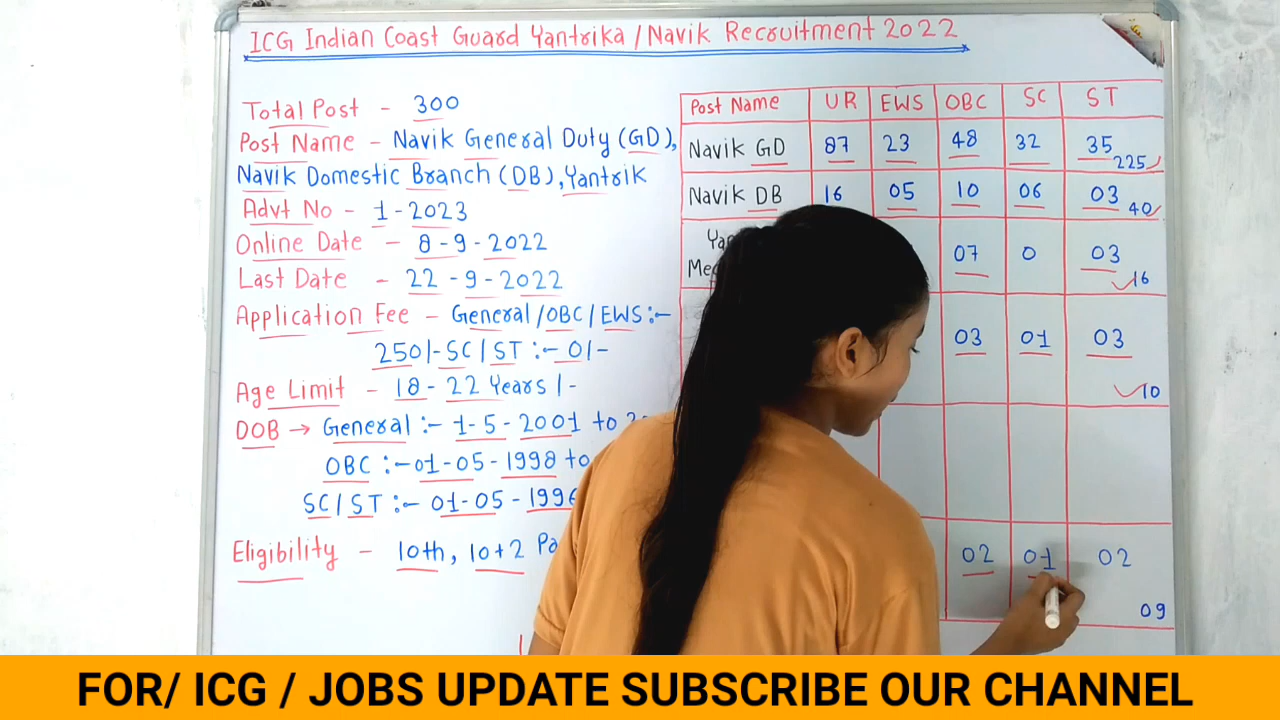 ICG Indian Coast Guard Yantrika / Navik Recruitment 2022
Total Post - 300
Post Name - Navik General Duty (GD),
Navik Domestic Branch (DB), Yantrik
Advt No - 1-2023
Online Date - 8-9-2022
Last Date - 22-9-2022
Application Fee - General/OBC/EWS:-
250/- SC/ST :- 0/-
Age Limit - 18-22 Years/-
DOB → General :- 1-5-2001 to
OBC :- 01-05-1998 to
SC/ST :- 01-05-1996
Eligibility - 10th, 10+2
Post Name UR EWS OBC SC ST
Navik GD 87 23 48 32 35 225
Navik DB 16 05 10 06 03 40
07 0 03 16
03 01 03 10
02 01 02 09
FOR/ ICG / JOBS UPDATE SUBSCRIBE OUR CHANNEL